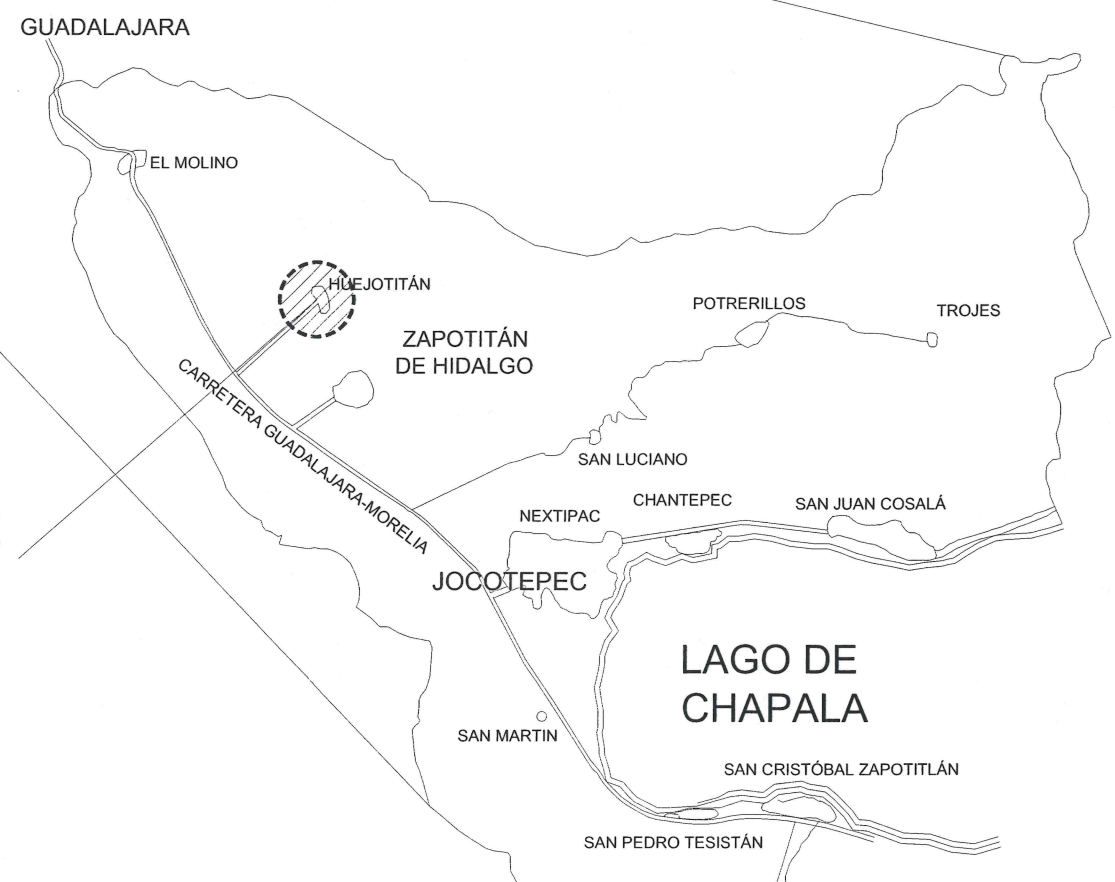 GUADALAJARA
EL MOLINO
HUEJOTITÁN
POTRERILLOS
TROJES
ZAPOTITÁN
DE HIDALGO
CARRETERA GUADALAJARA-MORELIA
SAN LUCIANO
CHANTEPEC
SAN JUAN COSALÁ
NEXTIPAC
JOCOTEPEC
LAGO DE
CHAPALA
SAN MARTIN
SAN CRISTÓBAL ZAPOTITLÁN
SAN PEDRO TESISTÁN